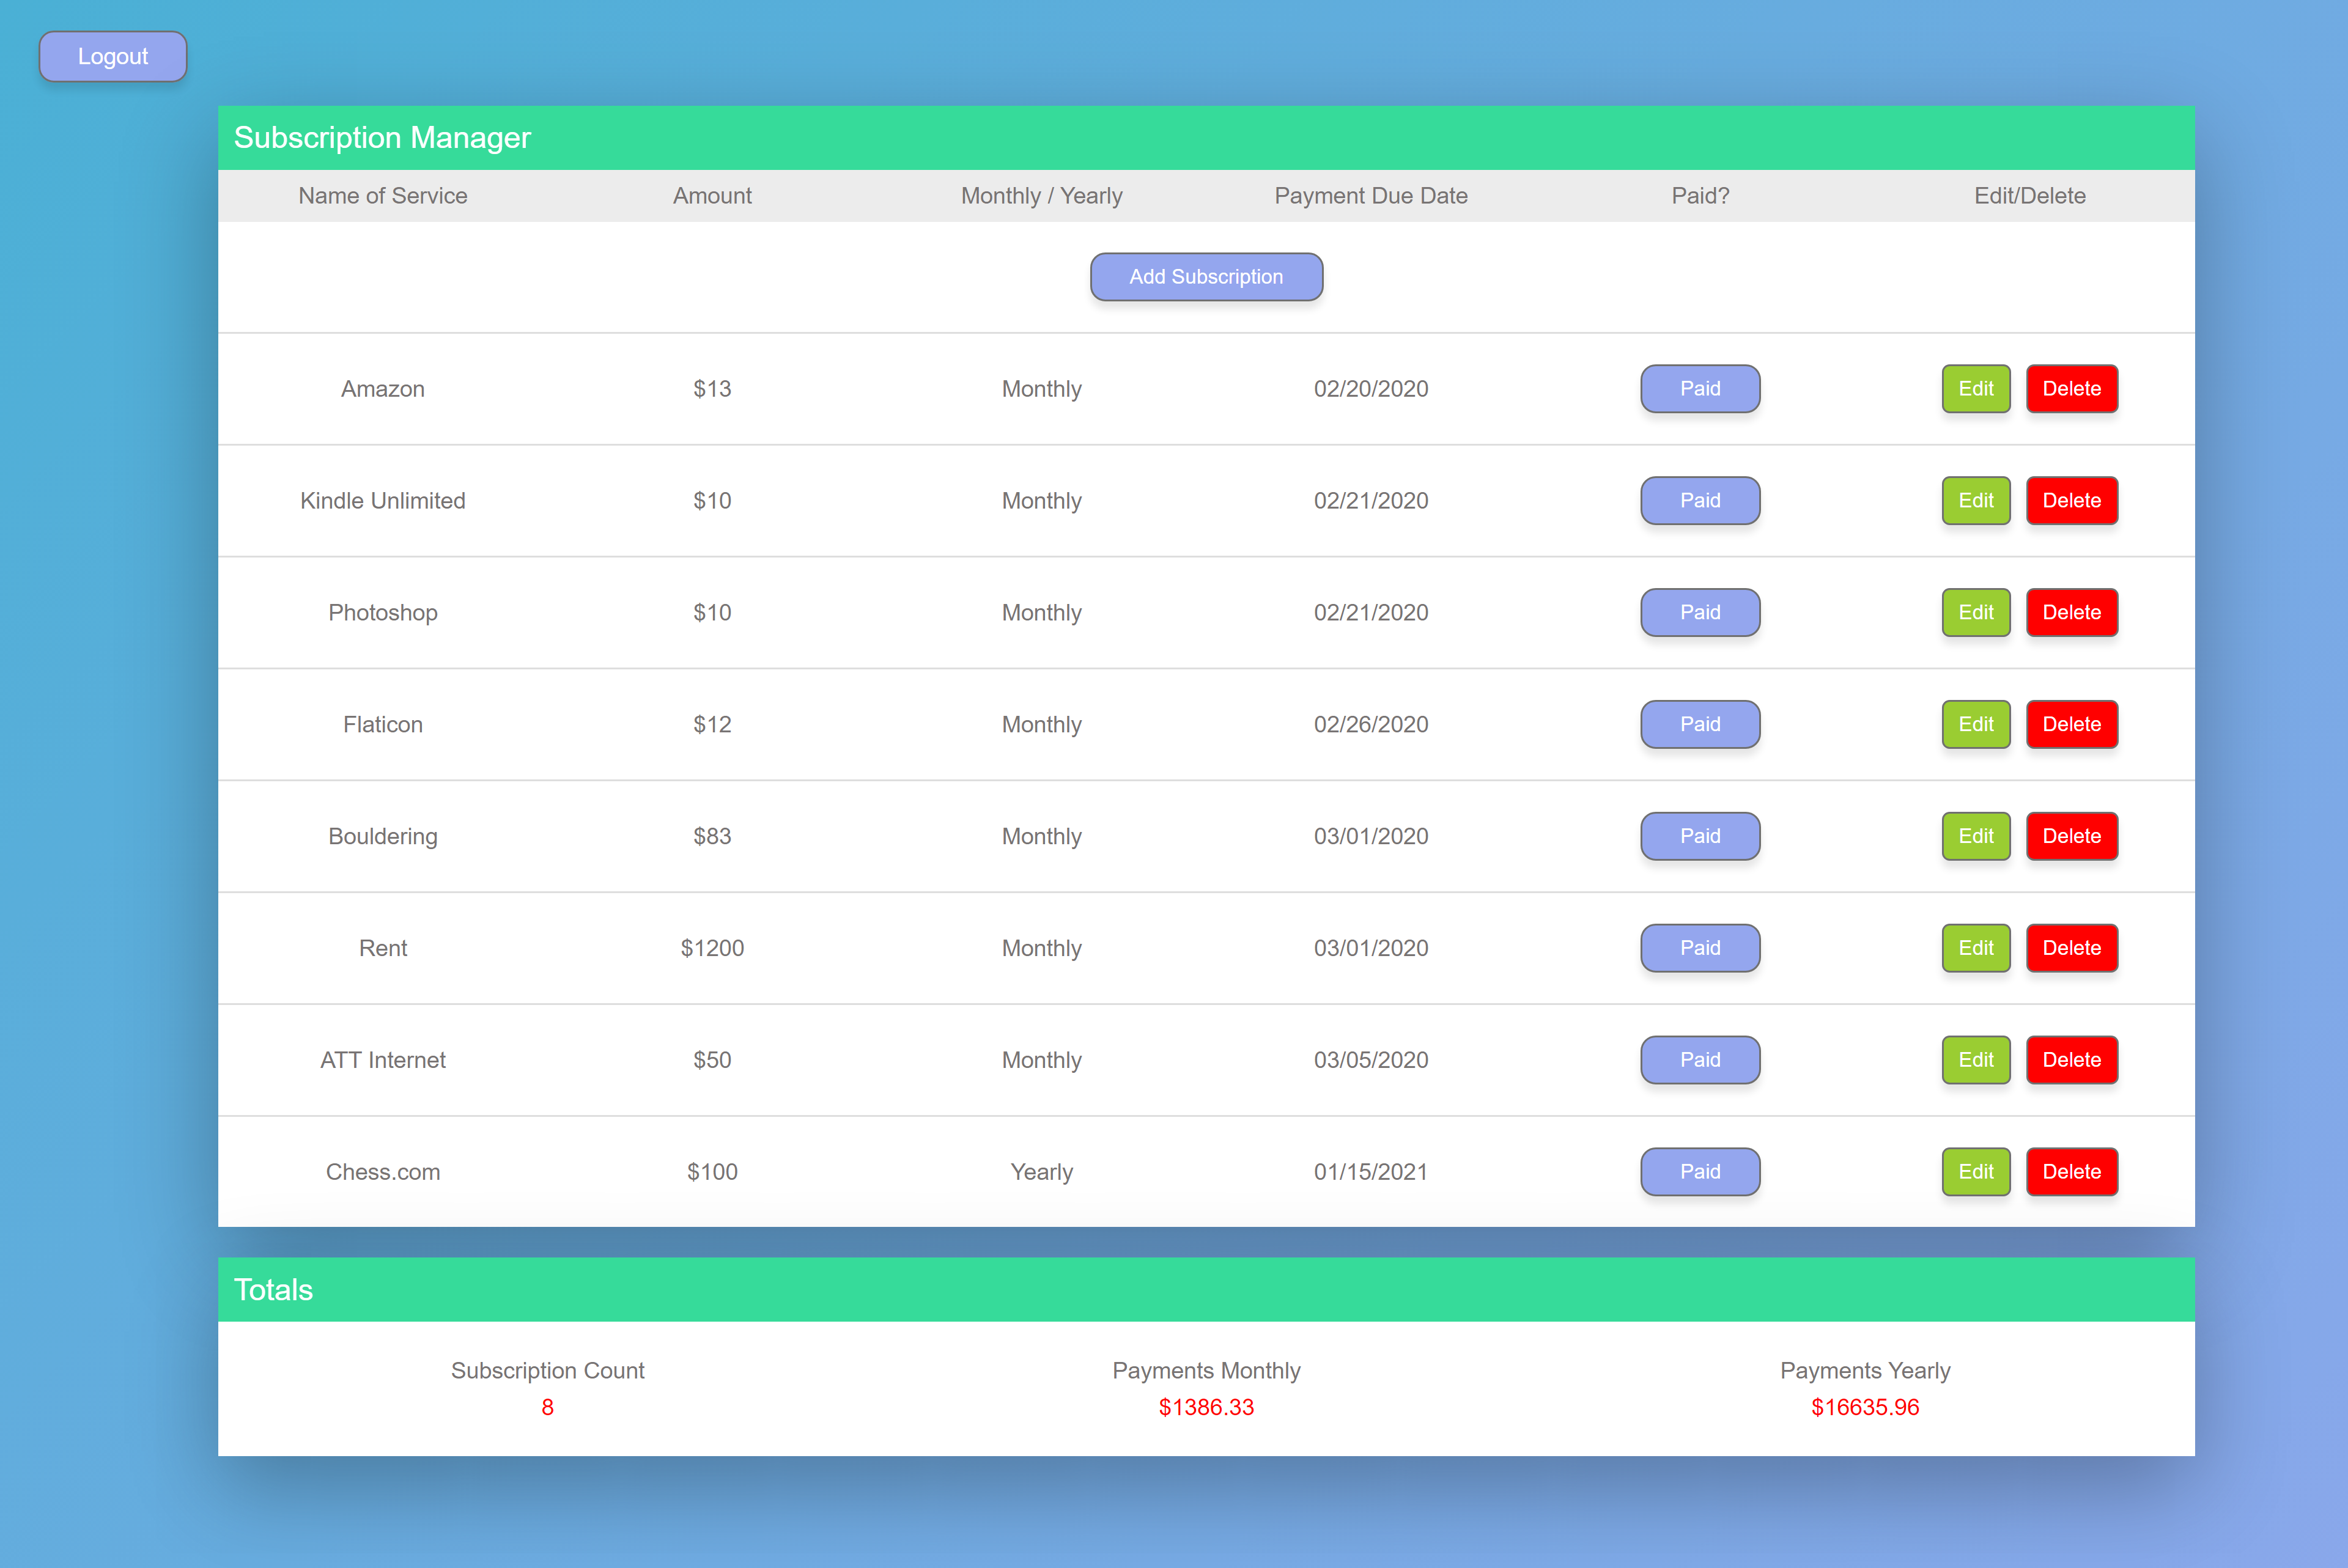 Logout
Subscription Manager
Name of Service Amount Monthly / Yearly Payment Due Date Paid? Edit/Delete
Add Subscription
Amazon $13 Monthly 02/20/2020 Paid Edit Delete
Kindle Unlimited $10 Monthly 02/21/2020 Paid Edit Delete
Photoshop $10 Monthly 02/21/2020 Paid Edit Delete
Flaticon $12 Monthly 02/26/2020 Paid Edit Delete
Bouldering $83 Monthly 03/01/2020 Paid Edit Delete
Rent $1200 Monthly 03/01/2020 Paid Edit Delete
ATT Internet $50 Monthly 03/05/2020 Paid Edit Delete
Chess.com $100 Yearly 01/15/2021 Paid Edit Delete
Totals
Subscription Count Payments Monthly Payments Yearly
8 $1386.33 $16635.96